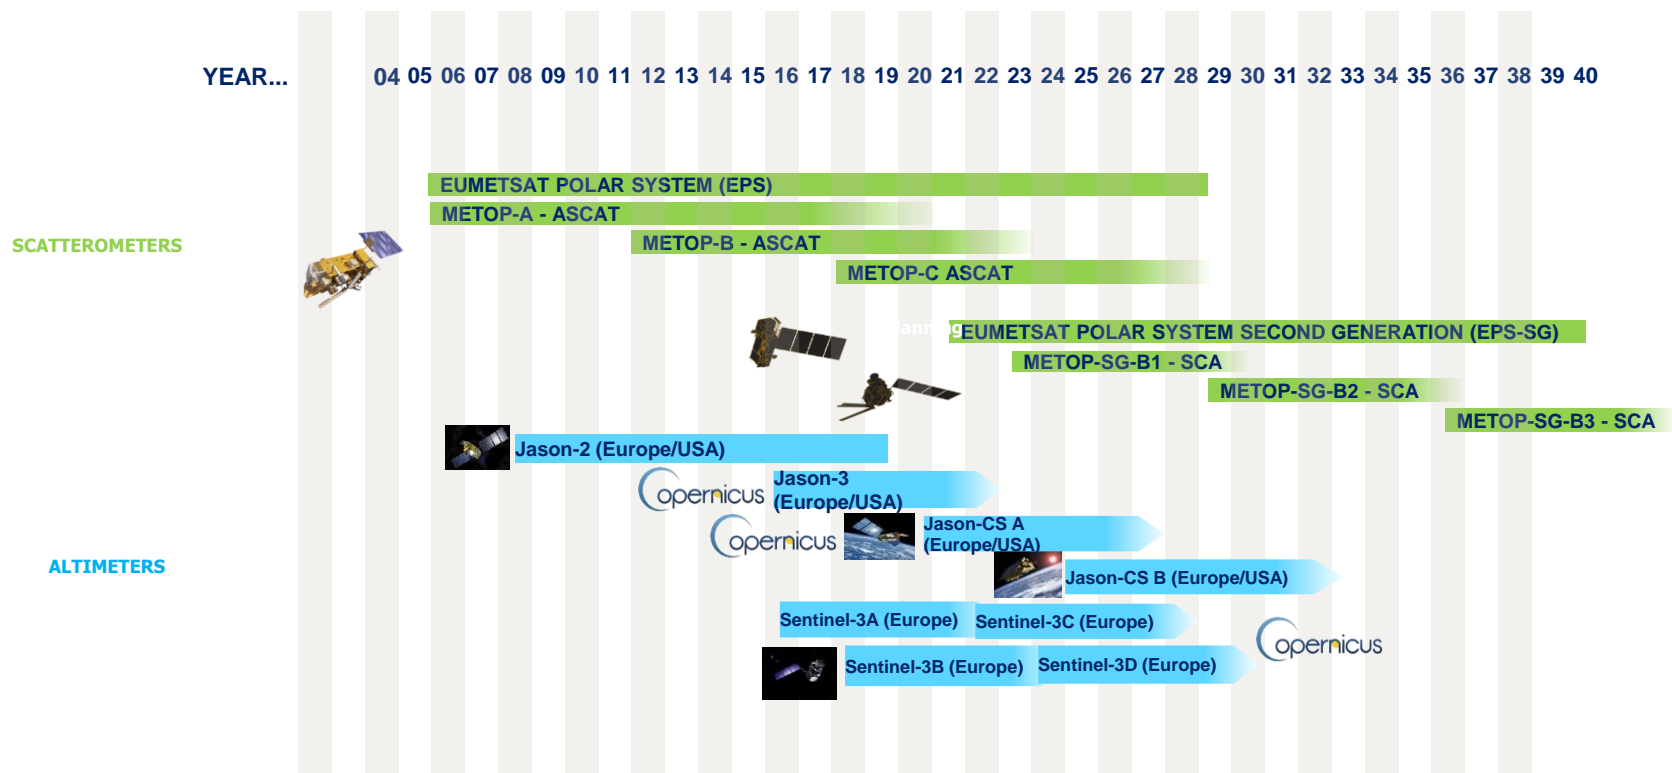 YEAR... 04 05 06 07 08 09 10 11 12 13 14 15 16 17 18 19 20 21 22 23 24 25 26 27 28 29 30 31 32 33 34 35 36 37 38 39 40
EUMETSAT POLAR SYSTEM (EPS)
METOP-A - ASCAT
SCATTEROMETERS
METOP-B - ASCAT
METOP-C ASCAT
EUMETSAT POLAR SYSTEM SECOND GENERATION (EPS-SG)
METOP-SG-B1 - SCA
METOP-SG-B2 - SCA
METOP-SG-B3 - SCA
Jason-2 (Europe/USA)
Copernicus
Jason-3
(Europe/USA)
Copernicus
Jason-CS A
(Europe/USA)
ALTIMETERS
Jason-CS B (Europe/USA)
Sentinel-3A (Europe)
Sentinel-3C (Europe)
Copernicus
Sentinel-3B (Europe)
Sentinel-3D (Europe)